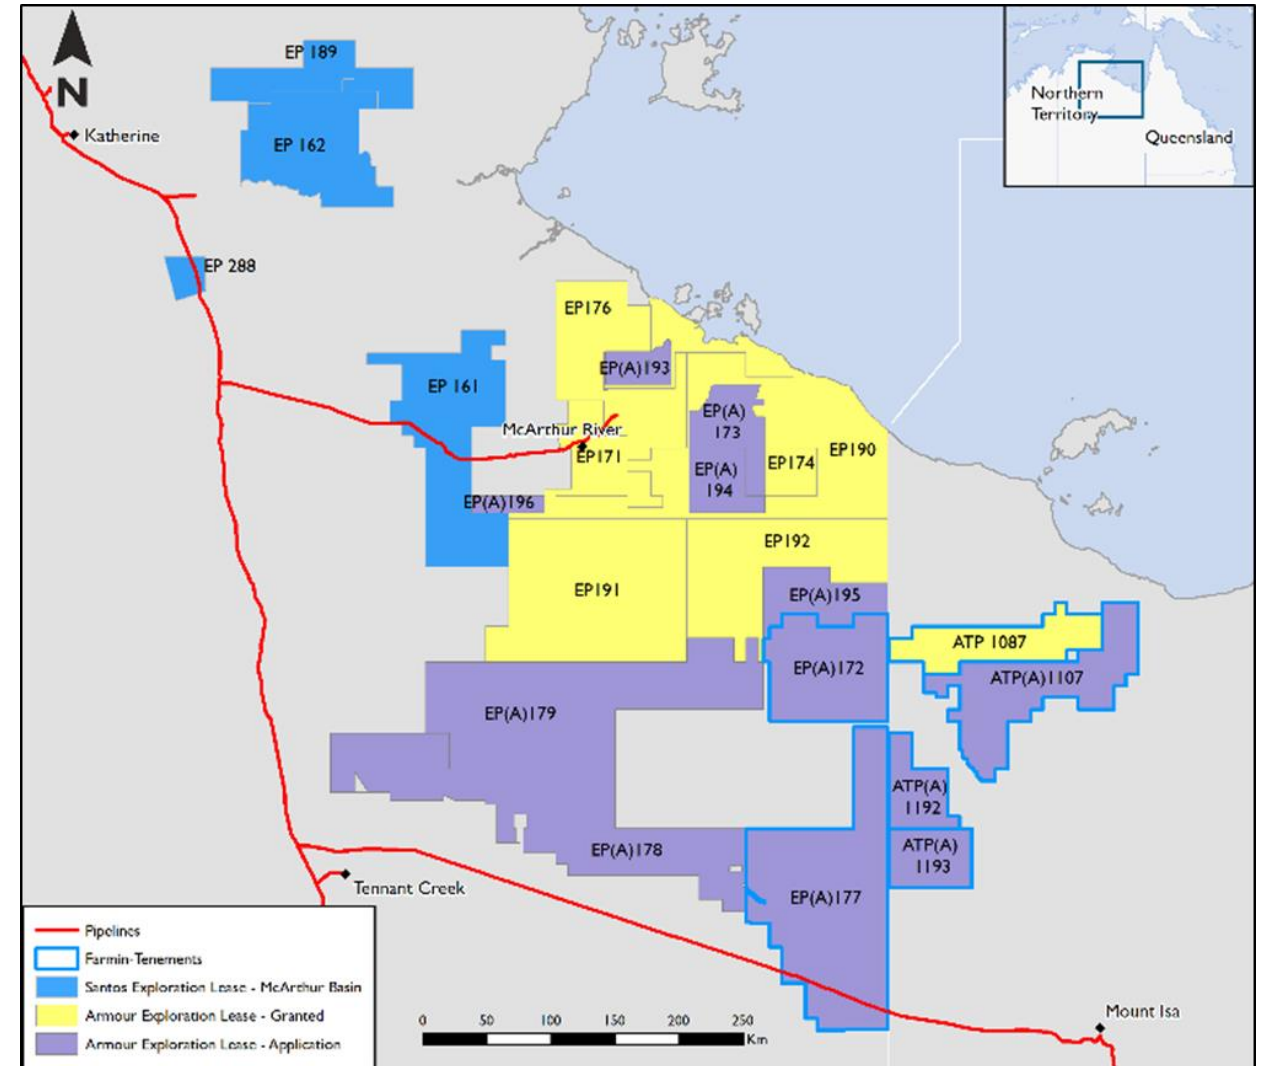 N
EP 189
EP 162
Katherine
Northern
Territory
Queensland
EP 288
EP176
EP(A)193
EP 161
EP(A)
173
McArthur River
EP171
EP(A)
194
EP174
EP190
EP(A)196
EP192
EP191
EP(A)195
ATP 1087
EP(A)172
ATP(A)1107
EP(A)179
ATP(A)
1192
EP(A)178
ATP(A)
1193
Tennant Creek
EP(A)177
Pipelines
Farmin-Tenements
Santos Exploration Lease - McArthur Basin
Armour Exploration Lease - Granted
Armour Exploration Lease - Application
0 50 100 150 200 250
Km
Mount Isa